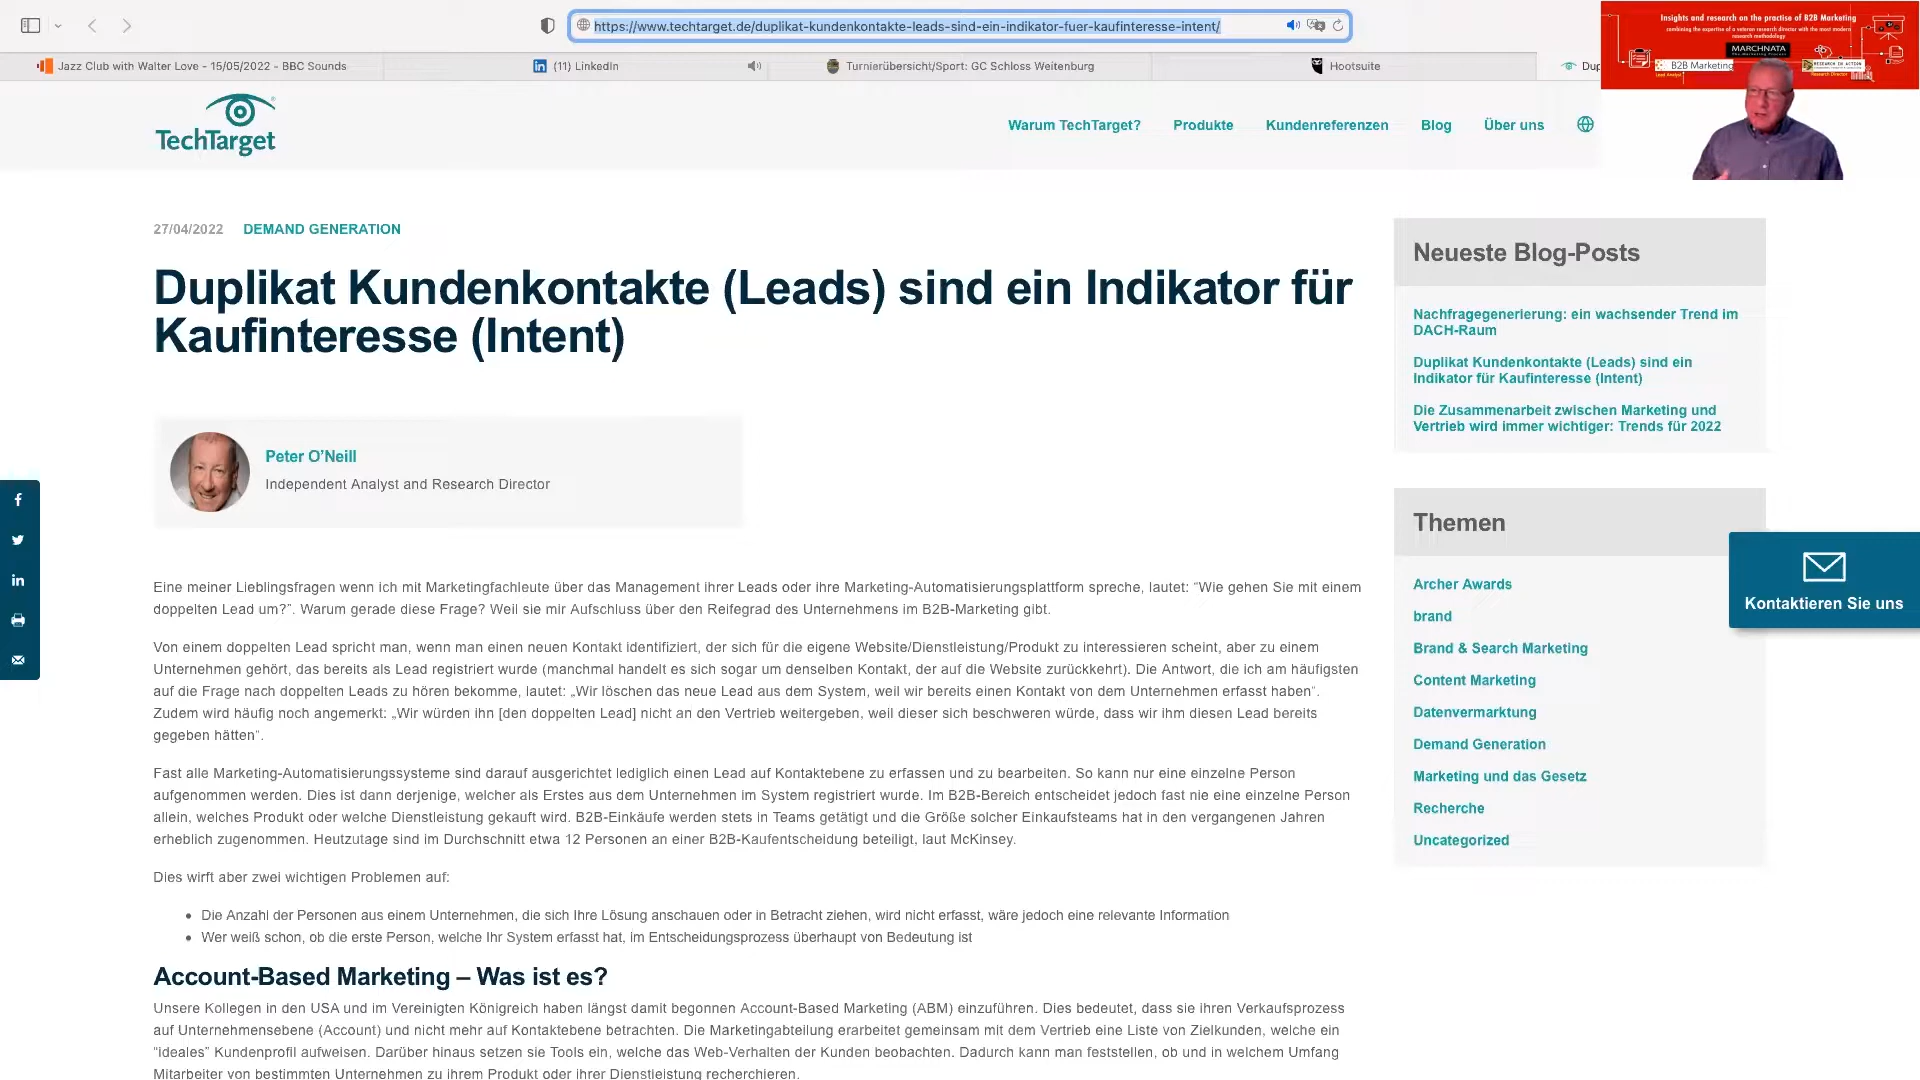 https://www.techtarget.de/duplikat-kundenkontakte-leads-sind-ein-indikator-fuer-kaufinteresse-intent/
Jazz Club with Walter Love - 15/05/2022 - BBC Sounds
(11) LinkedIn
Turnierübersicht/Sport: GC Schloss Weitenburg
Hootsuite
Dup
Insights and research on the practise of B2B Marketing
combining the expertise of a veteran research director with the most modern
research methodology
MARCHNATA
B2B Marketing
Lead Analyst
RESEARCH IN ACTION
Research Director
TechTarget
Warum TechTarget?
Produkte
Kundenreferenzen
Blog
Über uns
27/04/2022 DEMAND GENERATION
Duplikat Kundenkontakte (Leads) sind ein Indikator für
Kaufinteresse (Intent)
Peter O'Neill
Independent Analyst and Research Director
Eine meiner Lieblingsfragen wenn ich mit Marketingfachleute über das Management ihrer Leads oder ihre Marketing-Automatisierungsplattform spreche, lautet: “Wie gehen Sie mit einem
doppelten Lead um?”. Warum gerade diese Frage? Weil sie mir Aufschluss über den Reifegrad des Unternehmens im B2B-Marketing gibt.
Von einem doppelten Lead spricht man, wenn man einen neuen Kontakt identifiziert, der sich für die eigene Website/Dienstleistung/Produkt zu interessieren scheint, aber zu einem
Unternehmen gehört, das bereits als Lead registriert wurde (manchmal handelt es sich sogar um denselben Kontakt, der auf die Website zurückkehrt). Die Antwort, die ich am häufigsten
auf die Frage nach doppelten Leads zu hören bekomme, lautet: „Wir löschen das neue Lead aus dem System, weil wir bereits einen Kontakt von dem Unternehmen erfasst haben“.
Zudem wird häufig noch angemerkt: „Wir würden ihn [den doppelten Lead] nicht an den Vertrieb weitergeben, weil dieser sich beschweren würde, dass wir ihm diesen Lead bereits
gegeben hätten“.
Fast alle Marketing-Automatisierungssysteme sind darauf ausgerichtet lediglich einen Lead auf Kontaktebene zu erfassen und zu bearbeiten. So kann nur eine einzelne Person
aufgenommen werden. Dies ist dann derjenige, welcher als Erstes aus dem Unternehmen im System registriert wurde. Im B2B-Bereich entscheidet jedoch fast nie eine einzelne Person
allein, welches Produkt oder welche Dienstleistung gekauft wird. B2B-Einkäufe werden stets in Teams getätigt und die Größe solcher Einkaufsteams hat in den vergangenen Jahren
erheblich zugenommen. Heutzutage sind im Durchschnitt etwa 12 Personen an einer B2B-Kaufentscheidung beteiligt, laut McKinsey.
Dies wirft aber zwei wichtigen Problemen auf:
• Die Anzahl der Personen aus einem Unternehmen, die sich Ihre Lösung anschauen oder in Betracht ziehen, wird nicht erfasst, wäre jedoch eine relevante Information
• Wer weiß schon, ob die erste Person, welche Ihr System erfasst hat, im Entscheidungsprozess überhaupt von Bedeutung ist
Account-Based Marketing – Was ist es?
Unsere Kollegen in den USA und im Vereinigten Königreich haben längst damit begonnen Account-Based Marketing (ABM) einzuführen. Dies bedeutet, dass sie ihren Verkaufsprozess
auf Unternehmensebene (Account) und nicht mehr auf Kontaktebene betrachten. Die Marketingabteilung erarbeitet gemeinsam mit dem Vertrieb eine Liste von Zielkunden, welche ein
“ideales” Kundenprofil aufweisen. Darüber hinaus setzen sie Tools ein, welche das Web-Verhalten der Kunden beobachten. Dadurch kann man feststellen, ob und in welchem Umfang
Mitarbeiter von bestimmten Unternehmen zu ihrem Produkt oder ihrer Dienstleistung recherchieren.
Neueste Blog-Posts
Nachfragegenerierung: ein wachsender Trend im
DACH-Raum
Duplikat Kundenkontakte (Leads) sind ein
Indikator für Kaufinteresse (Intent)
Die Zusammenarbeit zwischen Marketing und
Vertrieb wird immer wichtiger: Trends für 2022
Themen
Archer Awards
brand
Brand & Search Marketing
Content Marketing
Datenvermarktung
Demand Generation
Marketing und das Gesetz
Recherche
Uncategorized
Kontaktieren Sie uns